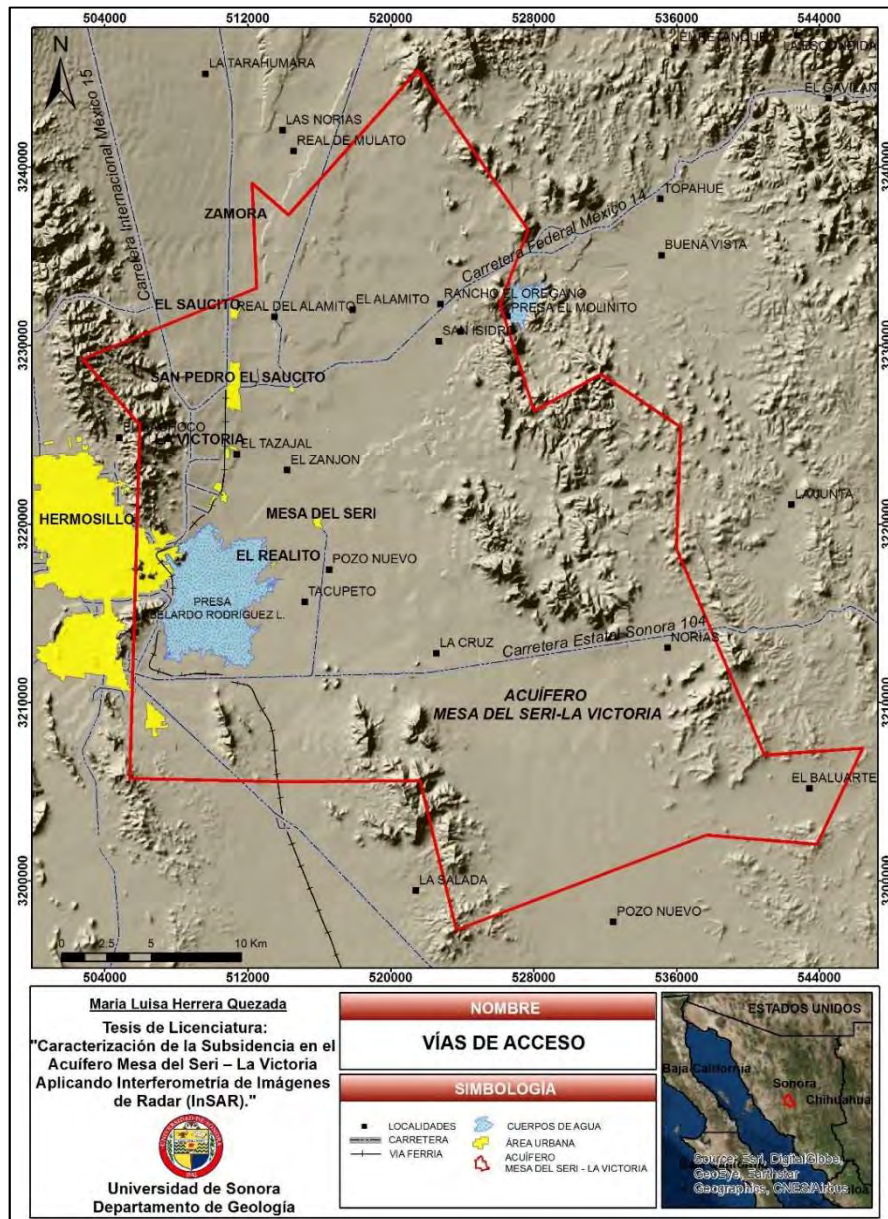 504000 512000 520000 528000 536000 544000
N
EL RETANQUE
LA ESCONDIDA
LA TARAHUMARA
EL GAVILAN
Carretera Internacional México 15
LAS NORIAS
REAL DE MULATO
3240000
3240000
TOPAHUE
ZAMORA
Carretera Federal México 14
BUENA VISTA
EL SAUCITO
REAL DEL ALAMITO
EL ALAMITO
RANCHO EL OREGANO
PRESA EL MOLINITO
3230000
SAN ISIDRO
SAN PEDRO EL SAUCITO
LA VICTORIA
EL TAZAJAL
EL ZANJON
LA JUNTA
HERMOSILLO
MESA DEL SERI
3220000
3220000
EL REALITO
POZO NUEVO
PRESA
ABELARDO RODRÍGUEZ L.
TACUPETO
LA CRUZ
Carretera Estatal Sonora 104
NORIAS
3210000
3210000
ACUÍFERO
MESA DEL SERI-LA VICTORIA
EL BALUARTE
3200000
3200000
LA SALADA
POZO NUEVO
0 2.5 5 10 Km
504000 512000 520000 528000 536000 544000
Maria Luisa Herrera Quezada
Tesis de Licenciatura:
"Caracterización de la Subsidencia en el
Acuífero Mesa del Seri – La Victoria
Aplicando Interferometría de Imágenes
de Radar (InSAR)."
Universidad de Sonora
Departamento de Geología
NOMBRE
VÍAS DE ACCESO
SIMBOLOGÍA
LOCALIDADES
CARRETERA
VIA FERRIA
CUERPOS DE AGUA
ÁREA URBANA
ACUÍFERO
MESA DEL SERI - LA VICTORIA
ESTADOS UNIDOS
Baja California
Sonora
Chihuahua
Source: Esri, DigitalGlobe,
GeoEye, Earthstar
Geographics, CNES/Airbus